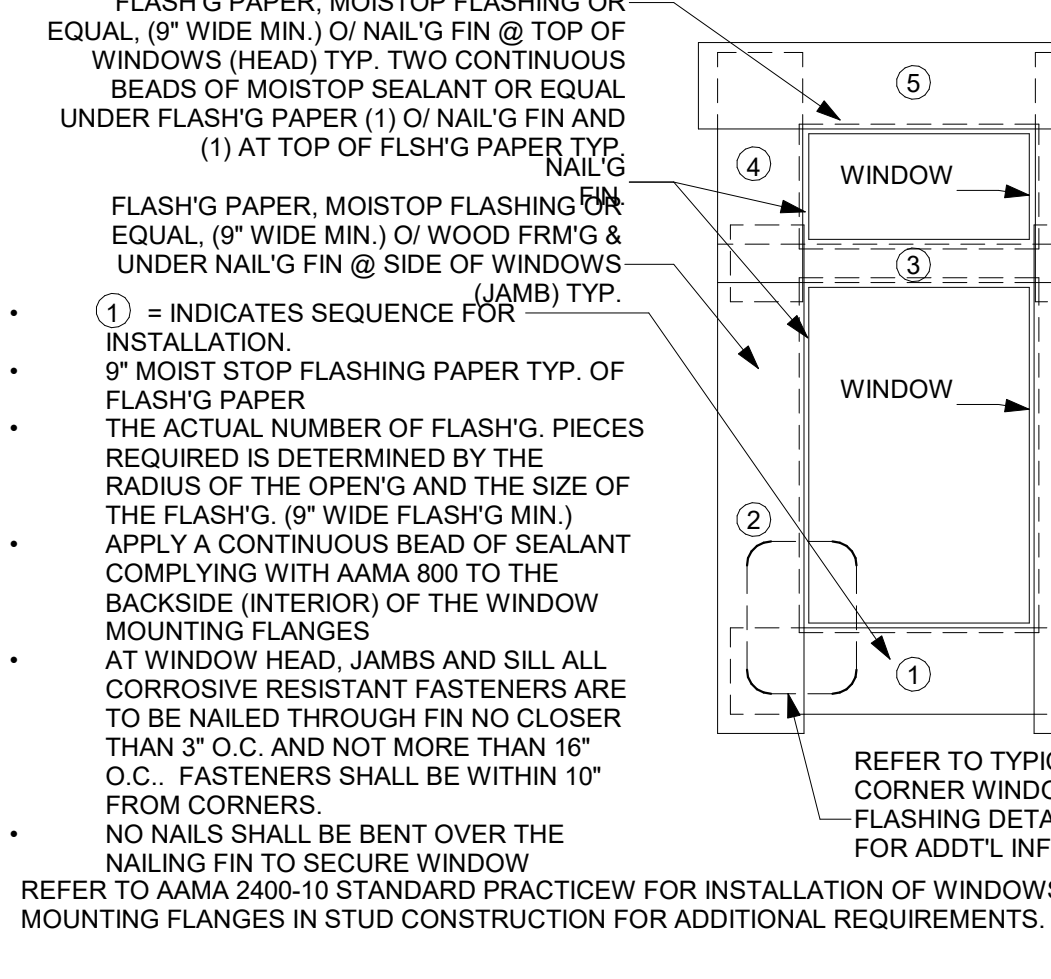 FLASH'G PAPER, MOISTOP FLASHING OR
EQUAL, (9" WIDE MIN.) O/ NAIL'G FIN @ TOP OF
WINDOWS (HEAD) TYP. TWO CONTINUOUS
BEADS OF MOISTOP SEALANT OR EQUAL
UNDER FLASH'G PAPER (1) O/ NAIL'G FIN AND
(1) AT TOP OF FLSH'G PAPER TYP.
NAIL'G
FIN.
FLASH'G PAPER, MOISTOP FLASHING OR
EQUAL, (9" WIDE MIN.) O/ WOOD FRM'G &
UNDER NAIL'G FIN @ SIDE OF WINDOWS
(JAMB) TYP.
• 1 = INDICATES SEQUENCE FOR
INSTALLATION.
• 9" MOIST STOP FLASHING PAPER TYP. OF
FLASH'G PAPER
• THE ACTUAL NUMBER OF FLASH'G. PIECES
REQUIRED IS DETERMINED BY THE
RADIUS OF THE OPEN'G AND THE SIZE OF
THE FLASH'G. (9" WIDE FLASH'G MIN.)
• APPLY A CONTINUOUS BEAD OF SEALANT
COMPLYING WITH AAMA 800 TO THE
BACKSIDE (INTERIOR) OF THE WINDOW
MOUNTING FLANGES
• AT WINDOW HEAD, JAMBS AND SILL ALL
CORROSIVE RESISTANT FASTENERS ARE
TO BE NAILED THROUGH FIN NO CLOSER
THAN 3" O.C. AND NOT MORE THAN 16"
O.C.. FASTENERS SHALL BE WITHIN 10"
FROM CORNERS.
• NO NAILS SHALL BE BENT OVER THE
NAILING FIN TO SECURE WINDOW
5
4
WINDOW
3
WINDOW
2
1
REFER TO TYPIC
CORNER WINDO
FLASHING DETA
FOR ADDT'L INF
REFER TO AAMA 2400-10 STANDARD PRACTICEW FOR INSTALLATION OF WINDOWS
MOUNTING FLANGES IN STUD CONSTRUCTION FOR ADDITIONAL REQUIREMENTS.